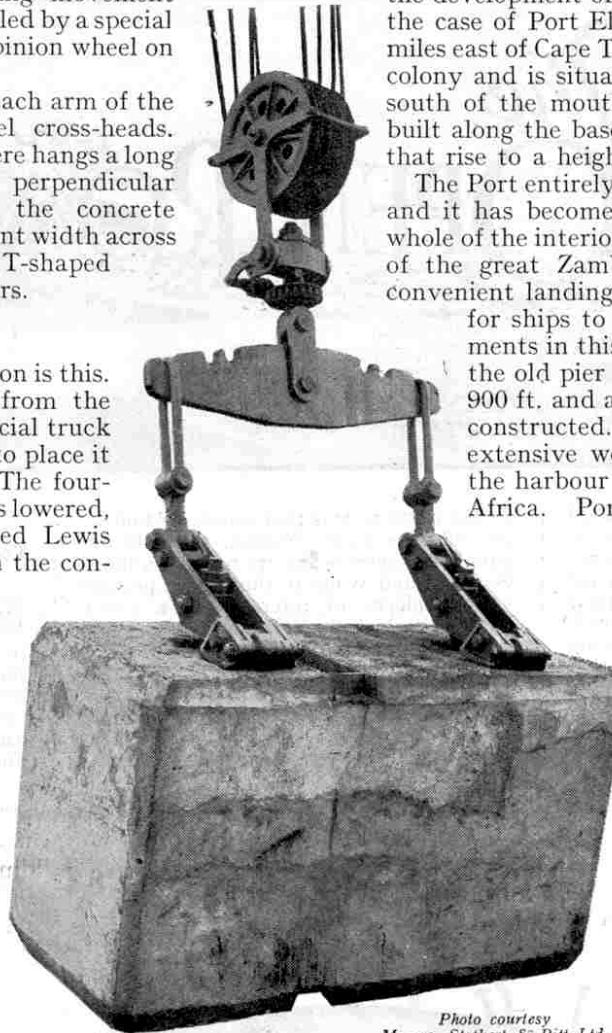 led by a special
pinion wheel on
ach arm of the
el cross-heads.
ere hangs a long
perpendicular
the concrete
nt width across
T-shaped
rs.
on is this.
from the
cial truck
to place it
The four-
s lowered,
ed Lewis
n the con-
the case of Port El
miles east of Cape T
colony and is situa
south of the mout
built along the base
that rise to a heigh
The Port entirely
and it has become
whole of the interio
of the great Zam
convenient landing
for ships to
ments in this
the old pier
900 ft. and a
constructed.
extensive w
the harbour
Africa. Por
Photo courtesy